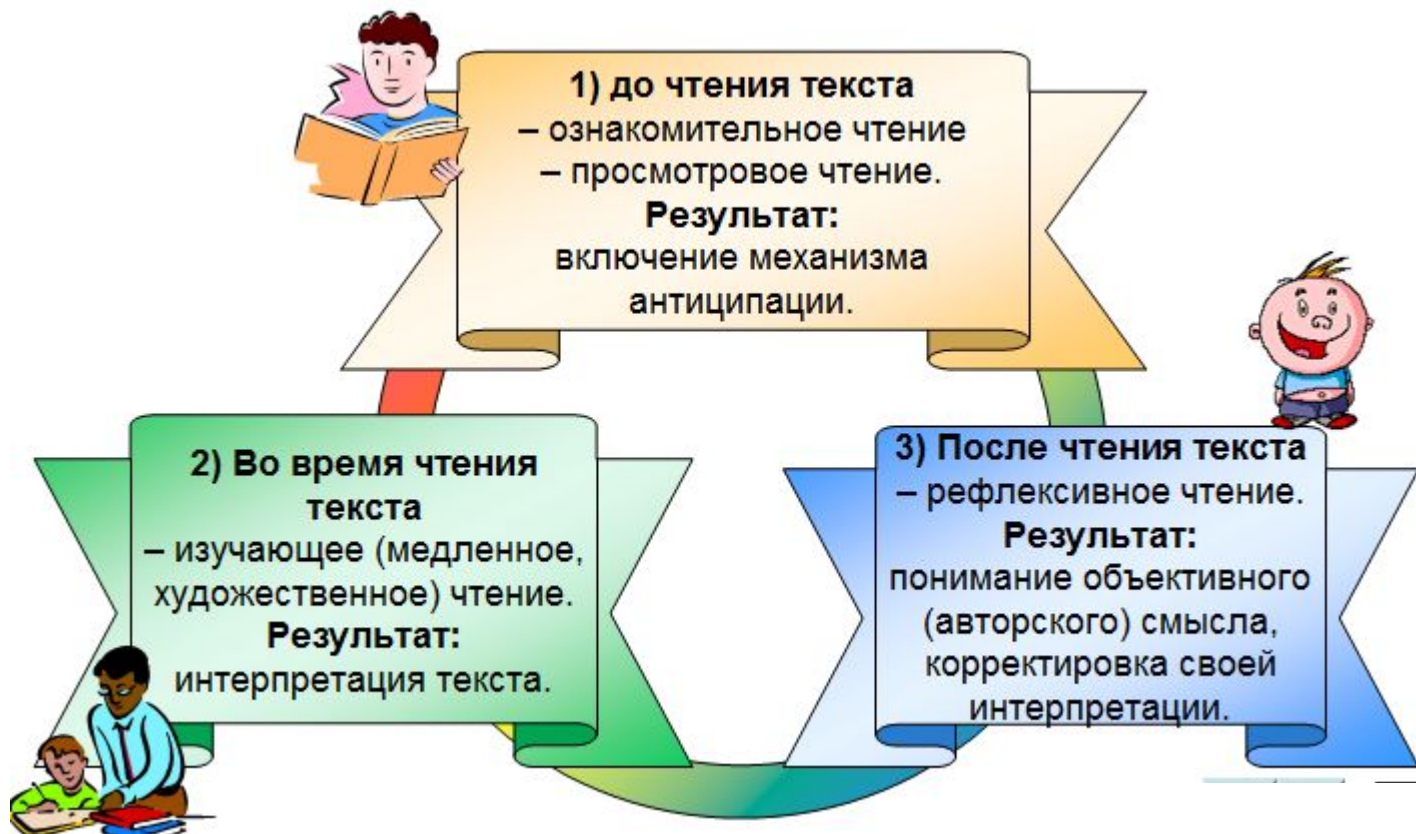 1) до чтения текста
– ознакомительное чтение
– просмотровое чтение.
Результат:
включение механизма
антиципации.
2) Во время чтения
текста
– изучающее (медленное,
художественное) чтение.
Результат:
интерпретация текста.
3) После чтения текста
– рефлексивное чтение.
Результат:
понимание объективного
(авторского) смысла,
корректировка своей
интерпретации.